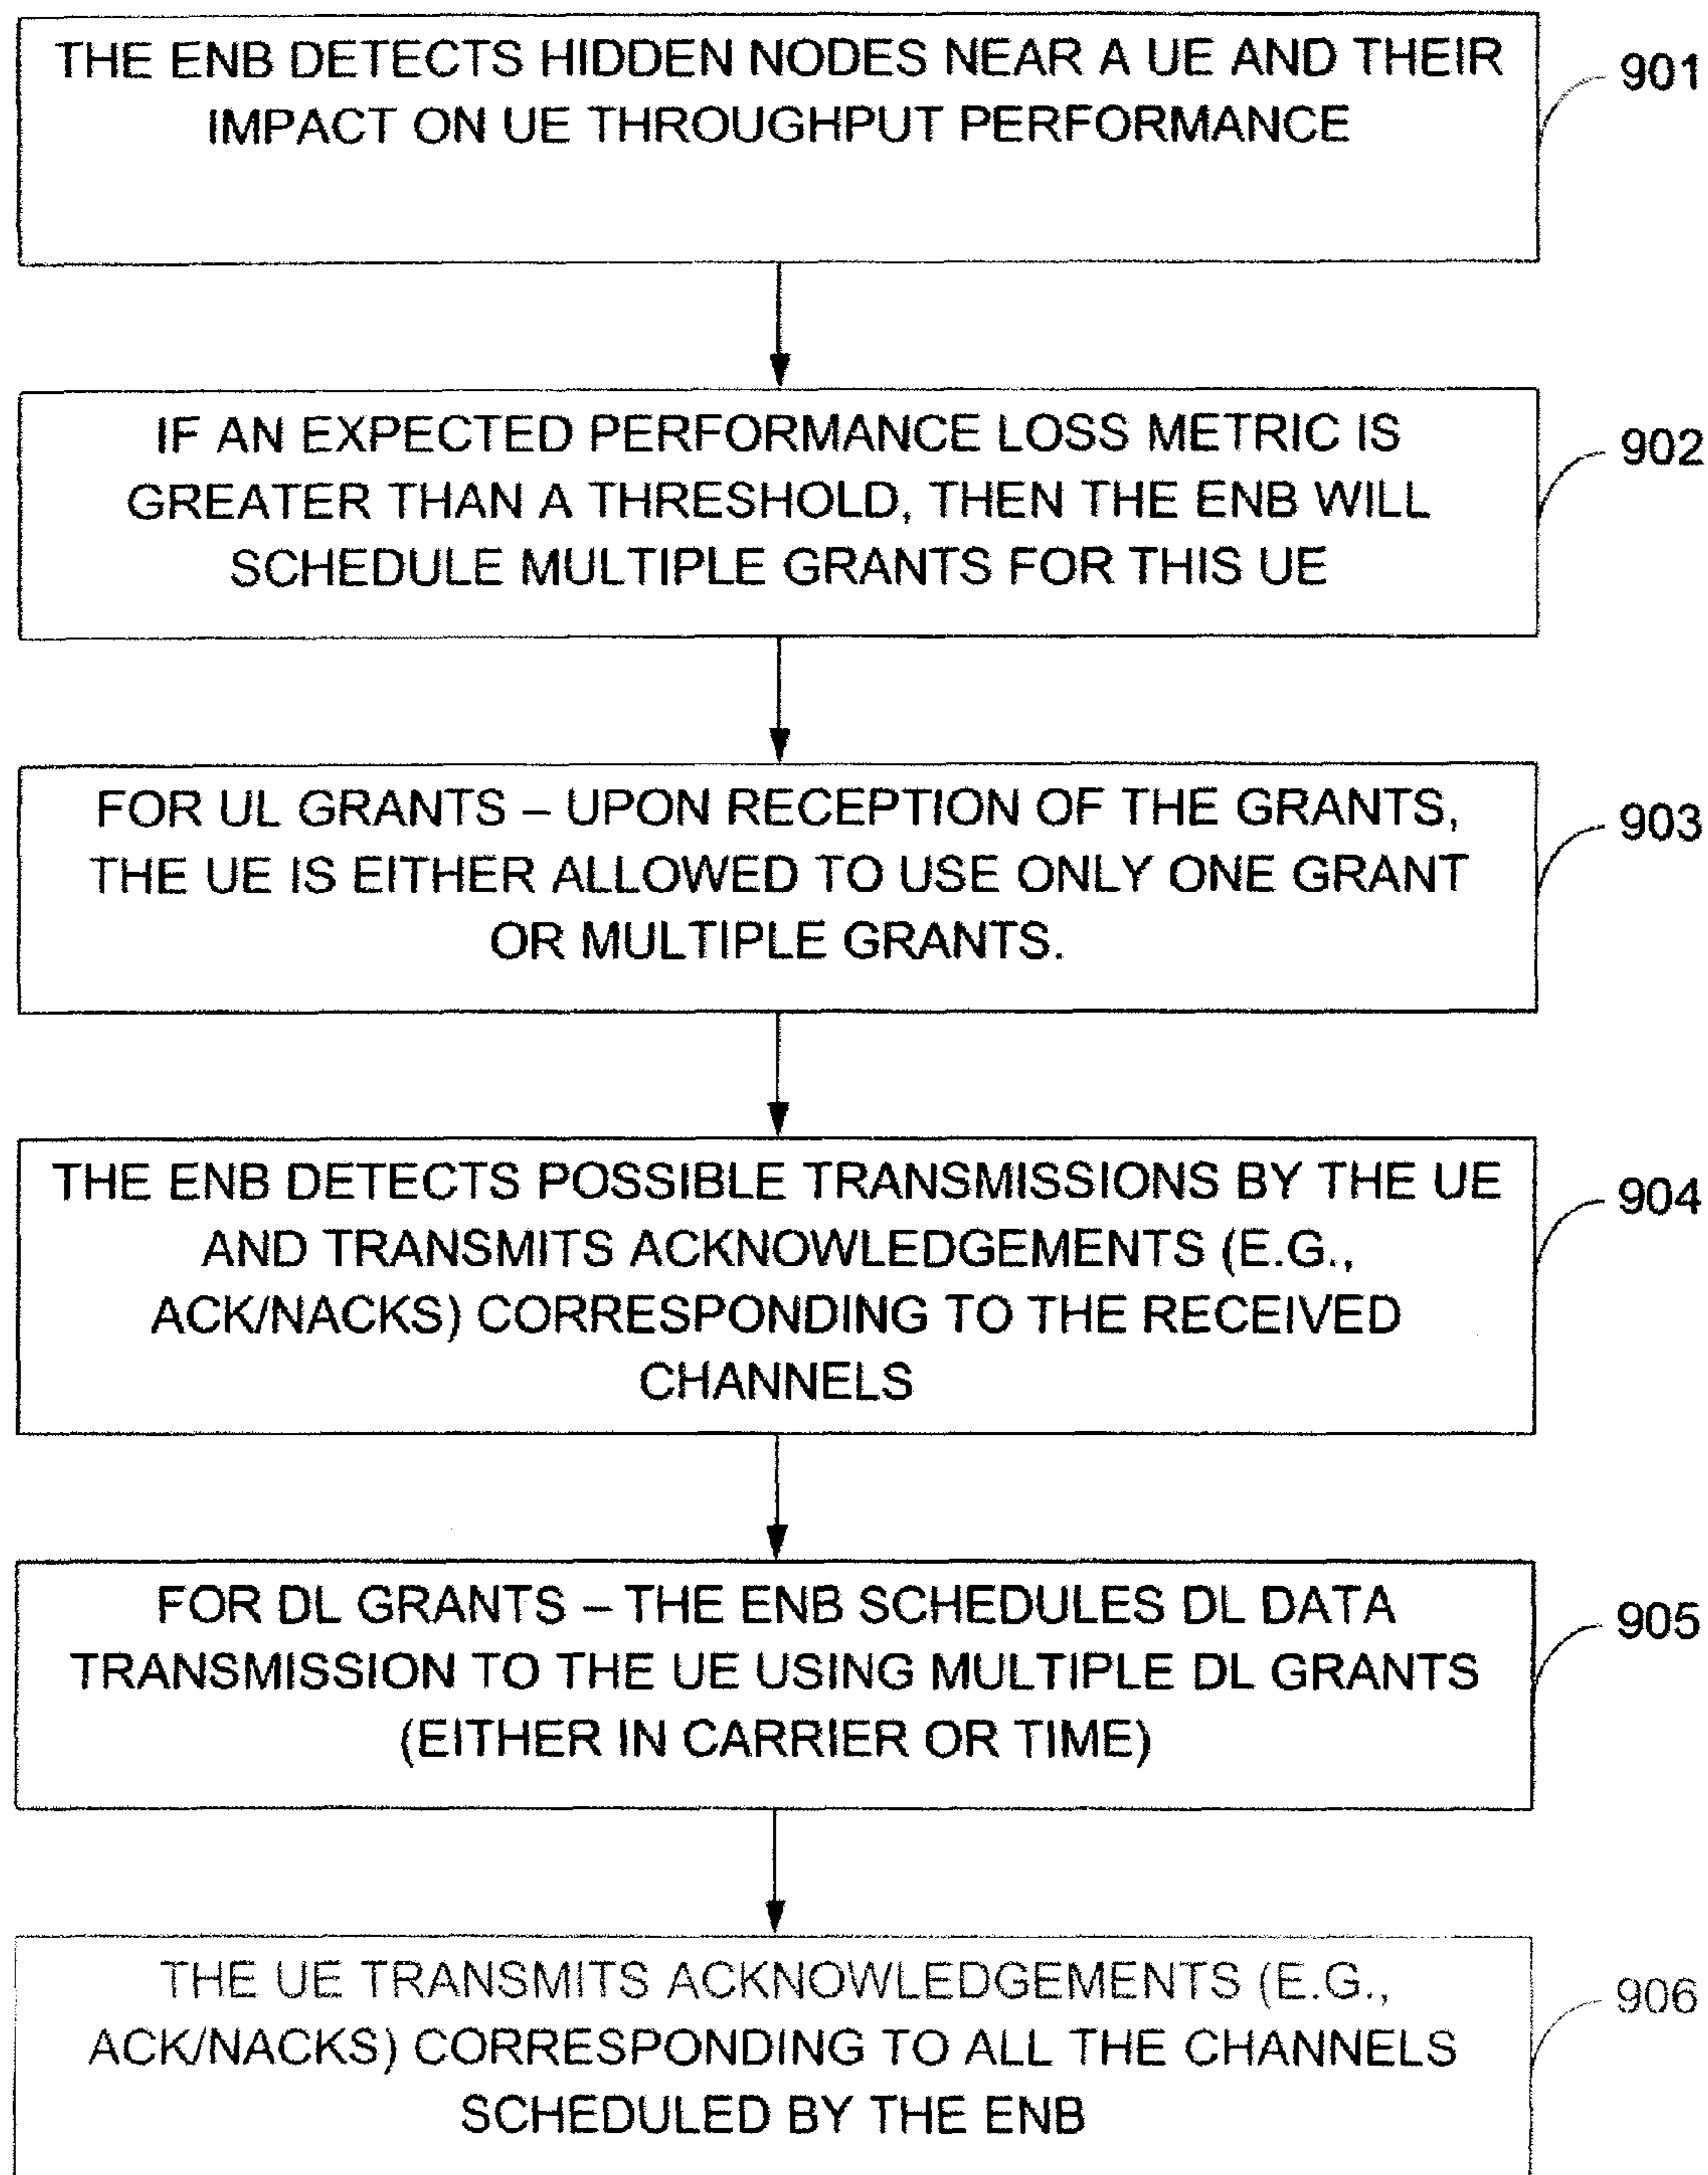 THE ENB DETECTS HIDDEN NODES NEAR A UE AND THEIR
IMPACT ON UE THROUGHPUT PERFORMANCE
901
IF AN EXPECTED PERFORMANCE LOSS METRIC IS
GREATER THAN A THRESHOLD, THEN THE ENB WILL
SCHEDULE MULTIPLE GRANTS FOR THIS UE
902
FOR UL GRANTS – UPON RECEPTION OF THE GRANTS,
THE UE IS EITHER ALLOWED TO USE ONLY ONE GRANT
OR MULTIPLE GRANTS.
903
THE ENB DETECTS POSSIBLE TRANSMISSIONS BY THE UE
AND TRANSMITS ACKNOWLEDGEMENTS (E.G.,
ACK/NACKS) CORRESPONDING TO THE RECEIVED
CHANNELS
904
FOR DL GRANTS – THE ENB SCHEDULES DL DATA
TRANSMISSION TO THE UE USING MULTIPLE DL GRANTS
(EITHER IN CARRIER OR TIME)
905
THE UE TRANSMITS ACKNOWLEDGEMENTS (E.G.,
ACK/NACKS) CORRESPONDING TO ALL THE CHANNELS
SCHEDULED BY THE ENB
906